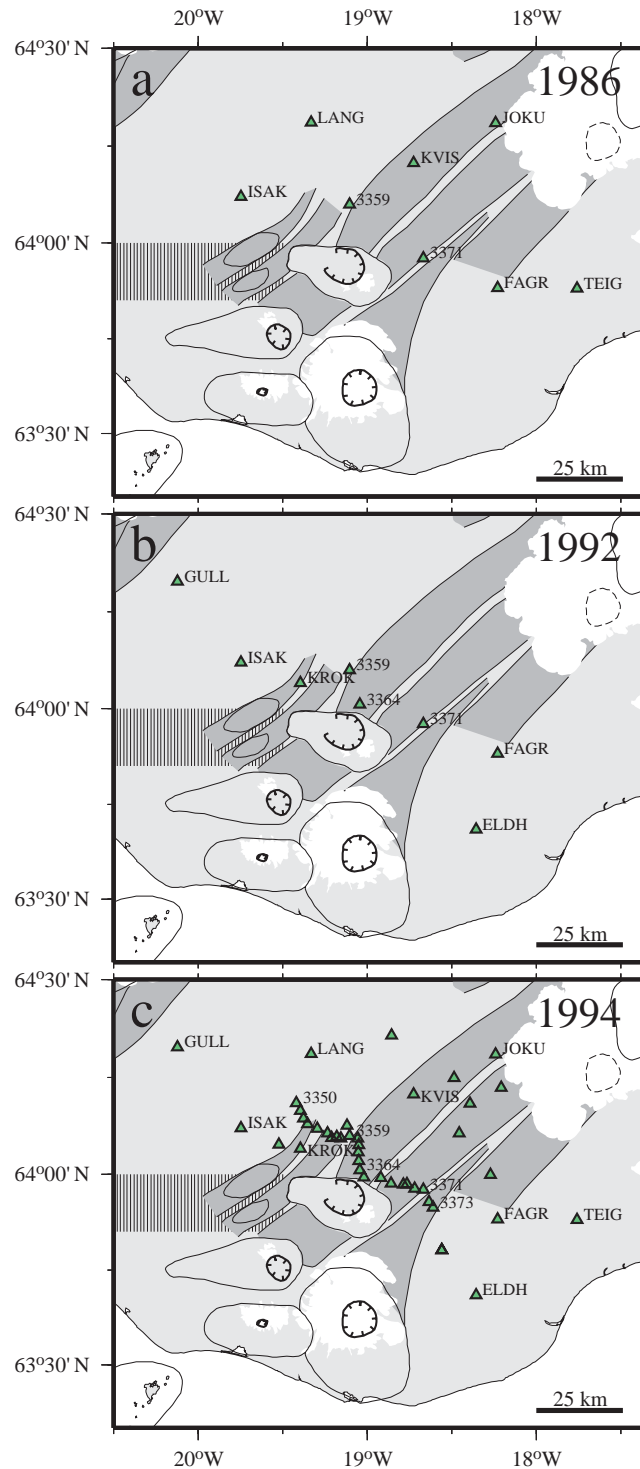 20°W 19°W 18°W
64°30' N
a
1986
LANG
JOKU
KVIS
ISAK
3359
64°00' N
3371
FAGR
TEIG
63°30' N
25 km
64°30' N
b
1992
GULL
ISAK
3359
KROK
3364
64°00' N
3371
FAGR
ELDH
63°30' N
25 km
64°30' N
c
1994
GULL
LANG
JOKU
KVIS
3350
ISAK
3359
KROK
3364
64°00' N
3371
3373
FAGR
TEIG
ELDH
63°30' N
25 km
20°W 19°W 18°W